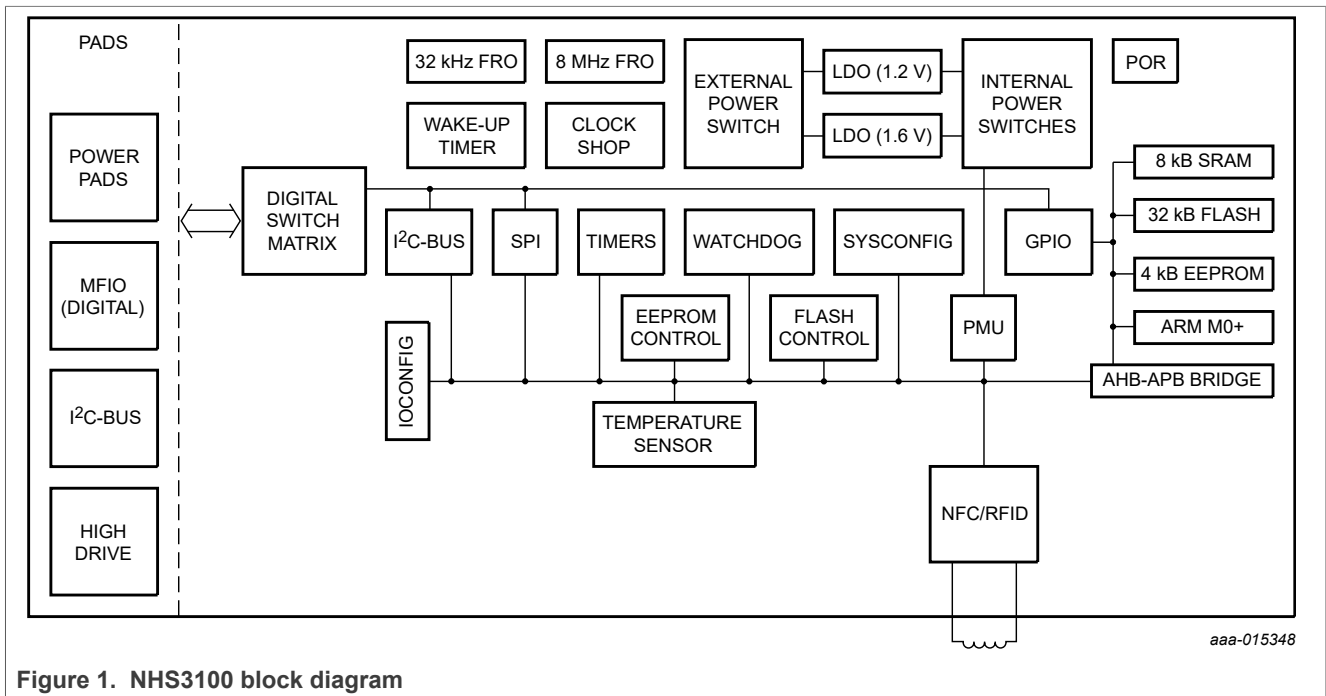 PADS
POWER
PADS
MFIO
(DIGITAL)
I²C-BUS
HIGH
DRIVE
DIGITAL
SWITCH
MATRIX
32 kHz FRO
8 MHz FRO
WAKE-UP
TIMER
CLOCK
SHOP
EXTERNAL
POWER
SWITCH
LDO (1.2 V)
LDO (1.6 V)
INTERNAL
POWER
SWITCHES
POR
I²C-BUS
SPI
TIMERS
WATCHDOG
SYSCONFIG
GPIO
8 kB SRAM
32 kB FLASH
4 kB EEPROM
ARM M0+
AHB-APB BRIDGE
IOCONFIG
EEPROM
CONTROL
FLASH
CONTROL
PMU
TEMPERATURE
SENSOR
NFC/RFID
aaa-015348
Figure 1. NHS3100 block diagram